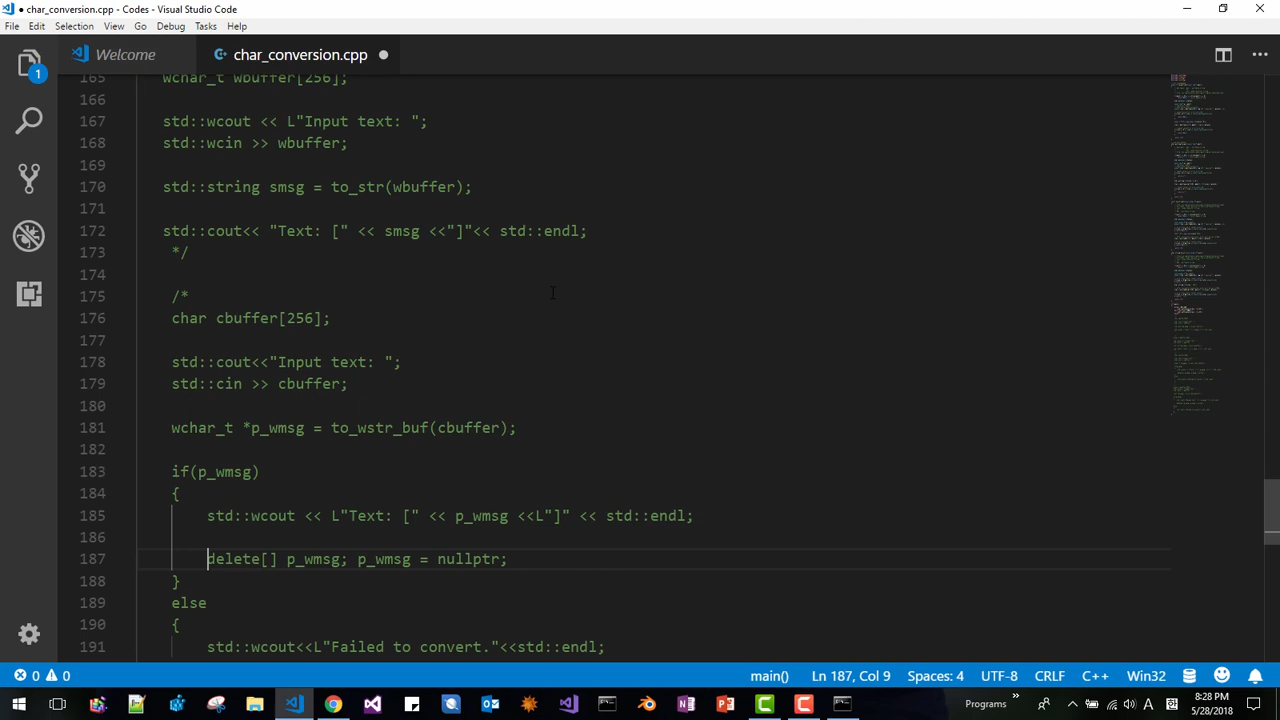 ● char_conversion.cpp - Codes - Visual Studio Code
File Edit Selection View Go Debug Tasks Help
Welcome char_conversion.cpp
1
165 wchar_t wbuffer[256];
166
167 std::wcout << L"Input text: ";
168 std::wcin >> wbuffer;
169
170 std::string smsg = to_str(wbuffer);
171
172 std::cout<< "Text: [" << smsg <<"]"<< std::endl;
173 */
174
175 /*
176 char cbuffer[256];
177
178 std::cout<<"Input text: ";
179 std::cin >> cbuffer;
180
181 wchar_t *p_wmsg = to_wstr_buf(cbuffer);
182
183 if(p_wmsg)
184 {
185 std::wcout << L"Text: [" << p_wmsg <<L"]" << std::endl;
186
187 delete[] p_wmsg; p_wmsg = nullptr;
188 }
189 else
190 {
191 std::wcout<<L"Failed to convert."<<std::endl;
0 0 main() Ln 187, Col 9 Spaces: 4 UTF-8 CRLF C++ Win32
Programs » A 8:28 PM
5/28/2018